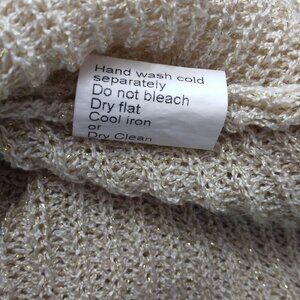 Hand wash cold
separately
Do not bleach
Dry flat
Cool iron
or
Dry Clean